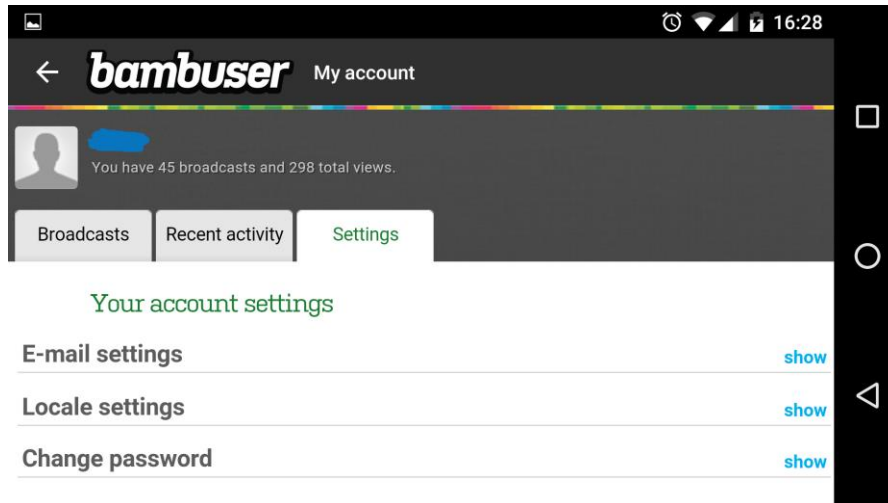 16:28
bambuser My account
You have 45 broadcasts and 298 total views.
Broadcasts Recent activity Settings
Your account settings
E-mail settings show
Locale settings show
Change password show